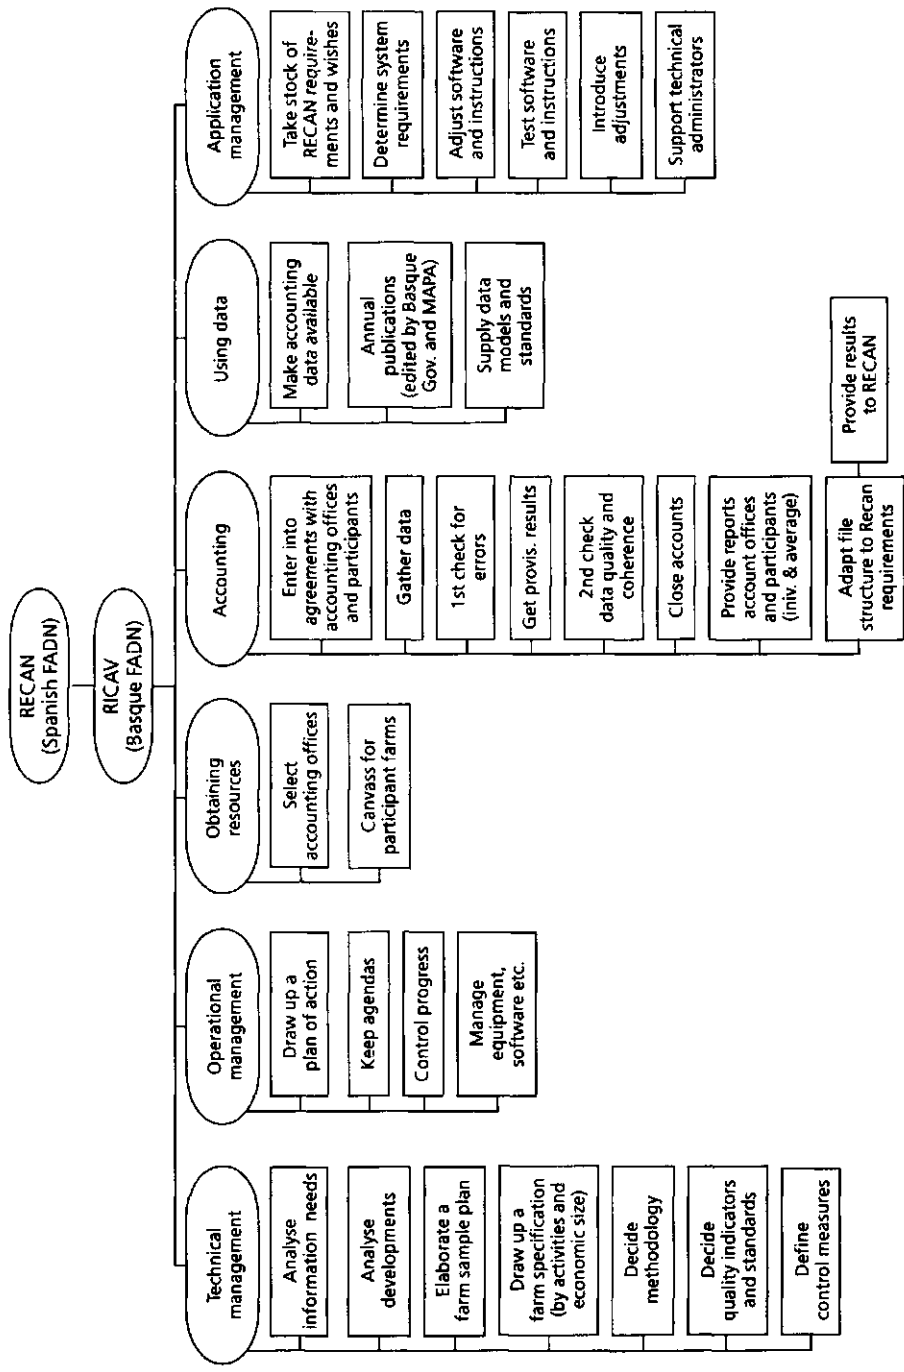 RECAN
(Spanish FADN)
RICAV
(Basque FADN)
Technical
management
Analyse
information needs
Analyse
developments
Elaborate a
farm sample plan
Draw up a
farm specification
(by activities and
economic size)
Decide
methodology
Decide
quality indicators
and standards
Define
control measures
Operational
management
Draw up a
plan of action
Keep agendas
Control progress
Manage
equipment,
software etc.
Obtaining
resources
Select
accounting offices
Canvass for
participant farms
Accounting
Enter into
agreements with
accounting offices
and participants
Gather data
1st check for
errors
Get provis. results
2nd check
data quality and
coherence
Close accounts
Provide reports
account offices
and participants
(iniv. & average)
Adapt file
structure to Recan
requirements
Provide results
to RECAN
Using data
Make accounting
data available
Annual
publications
(edited by Basque
Gov. and MAPA)
Supply data
models and
standards
Application
management
Take stock of
RECAN require-
ments and wishes
Determine system
requirements
Adjust software
and instructions
Test software
and instructions
Introduce
adjustments
Support technical
administrators